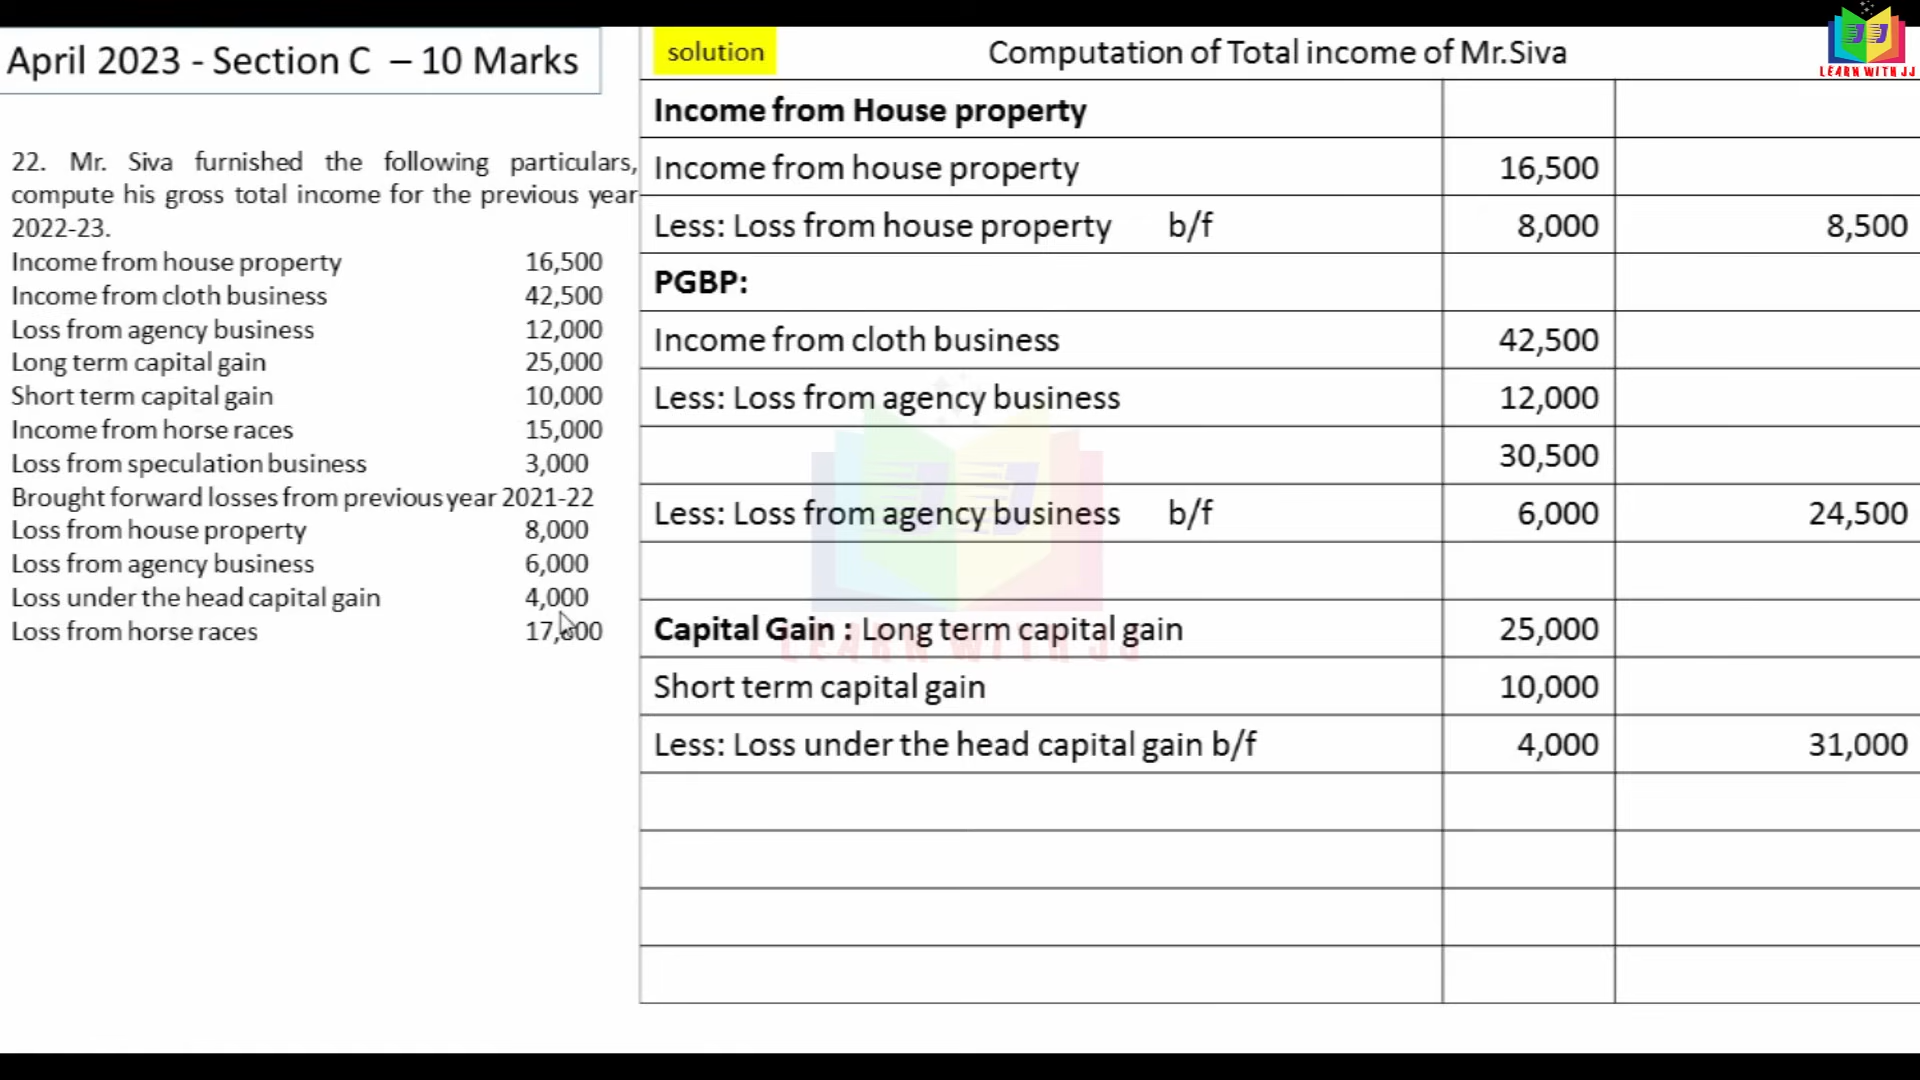 April 2023 - Section C – 10 Marks
22. Mr. Siva furnished the following particulars,
compute his gross total income for the previous year
2022-23.
Income from house property 16,500
Income from cloth business 42,500
Loss from agency business 12,000
Long term capital gain 25,000
Short term capital gain 10,000
Income from horse races 15,000
Loss from speculation business 3,000
Brought forward losses from previous year 2021-22
Loss from house property 8,000
Loss from agency business 6,000
Loss under the head capital gain 4,000
Loss from horse races
solution Computation of Total income of Mr.Siva
Income from House property
Income from house property 16,500
Less: Loss from house property b/f 8,000 8,500
PGBP:
Income from cloth business 42,500
Less: Loss from agency business 12,000
30,500
Less: Loss from agency business b/f 6,000 24,500
Capital Gain : Long term capital gain 25,000
Short term capital gain 10,000
Less: Loss under the head capital gain b/f 4,000 31,000
LEARN WITH JJ
LEARN WITH JJ